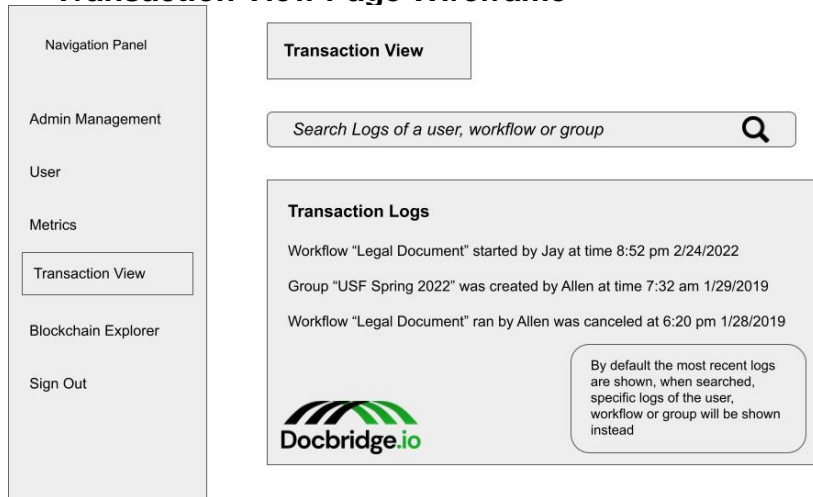 Transaction View Page Wireframe
Navigation Panel
Admin Management
User
Metrics
Transaction View
Blockchain Explorer
Sign Out
Transaction View
Search Logs of a user, workflow or group
Transaction Logs
Workflow “Legal Document” started by Jay at time 8:52 pm 2/24/2022
Group “USF Spring 2022” was created by Allen at time 7:32 am 1/29/2019
Workflow “Legal Document” ran by Allen was canceled at 6:20 pm 1/28/2019
By default the most recent logs
are shown, when searched,
specific logs of the user,
workflow or group will be shown
instead
Docbridge.io